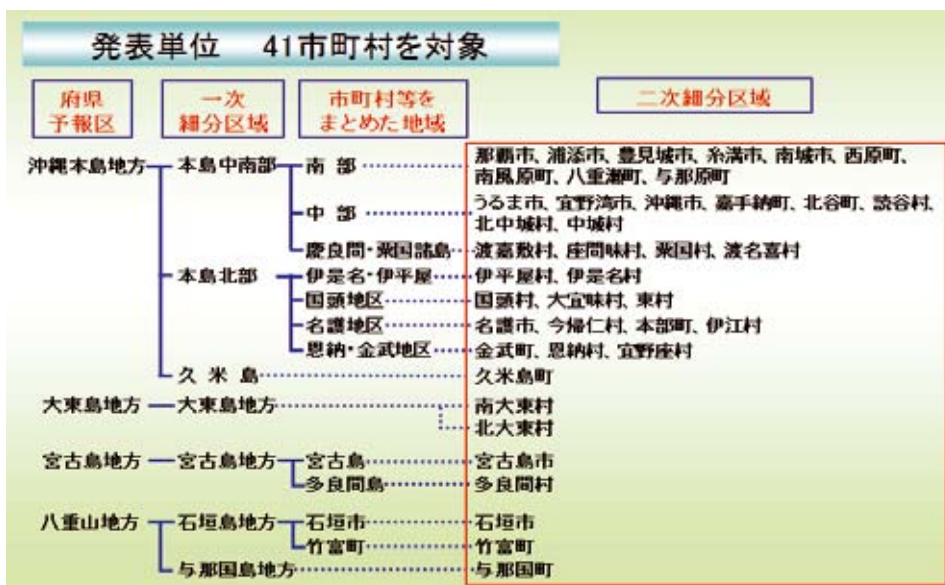 発表単位 41市町村を対象
府県
予報区
一次
細分区域
市町村等を
まとめた地域
二次細分区域
沖縄本島地方 本島中南部 南部 那覇市、浦添市、豊見城市、糸満市、南城市、西原町、
南風原町、八重瀬町、与那原町
中部 うるま市、宜野湾市、沖縄市、嘉手納町、北谷町、読谷村、
北中城村、中城村
慶良間・粟国諸島 渡嘉敷村、座間味村、粟国村、渡名喜村
本島北部 伊是名・伊平屋 伊平屋村、伊是名村
国頭地区 国頭村、大宜味村、東村
名護地区 名護市、今帰仁村、本部町、伊江村
恩納・金武地区 金武町、恩納村、宜野座村
久米島 久米島町
大東島地方 大東島地方 南大東村
北大東村
宮古島地方 宮古島地方 宮古島 宮古島市
多良間島 多良間村
八重山地方 石垣島地方 石垣市 石垣市
竹富町 竹富町
与那国島地方 与那国町